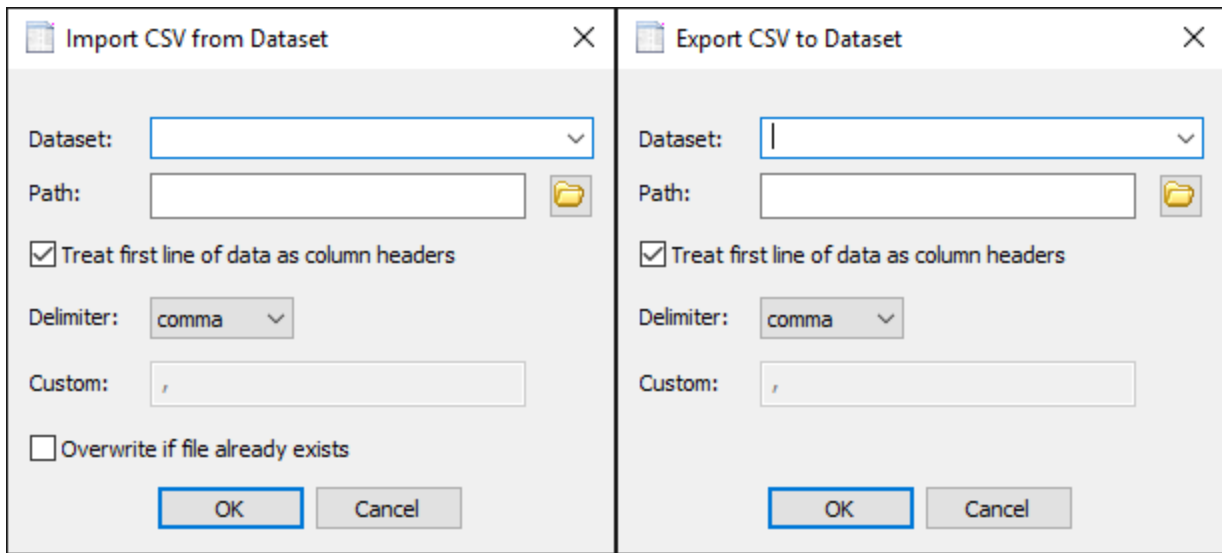 Import CSV from Dataset
Dataset:
Path:
Treat first line of data as column headers
Delimiter: comma
Custom: ,
Overwrite if file already exists
OK Cancel
Export CSV to Dataset
Dataset:
Path:
Treat first line of data as column headers
Delimiter: comma
Custom: ,
OK Cancel